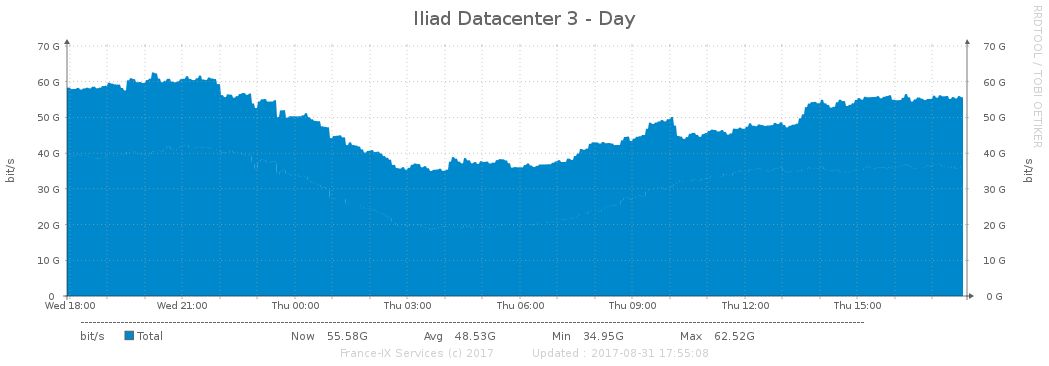 Iliad Datacenter 3 - Day
RRDTOOL / TOBI OETIKER
70 G 70 G
60 G 60 G
50 G 50 G
40 G 40 G
30 G 30 G
20 G 20 G
10 G 10 G
0 0 G
bit/s bit/s
Wed 18:00 Wed 21:00 Thu 00:00 Thu 03:00 Thu 06:00 Thu 09:00 Thu 12:00 Thu 15:00
bit/s Total Now 55.58G Avg 48.53G Min 34.95G Max 62.52G
France-IX Services (c) 2017 Updated : 2017-08-31 17:55:08